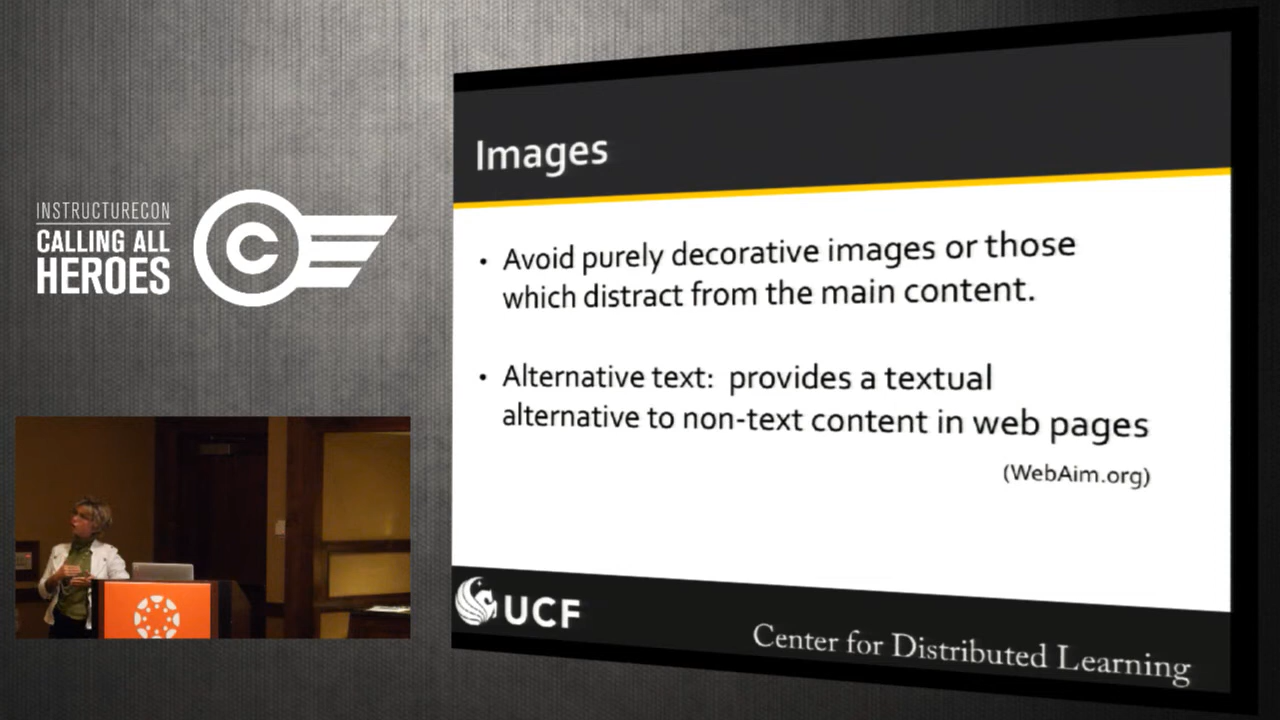 INSTRUCTURECON
CALLING ALL
HEROES
Images
• Avoid purely decorative images or those
which distract from the main content.
• Alternative text: provides a textual
alternative to non-text content in web pages
(WebAim.org)
UCF
Center for Distributed Learning